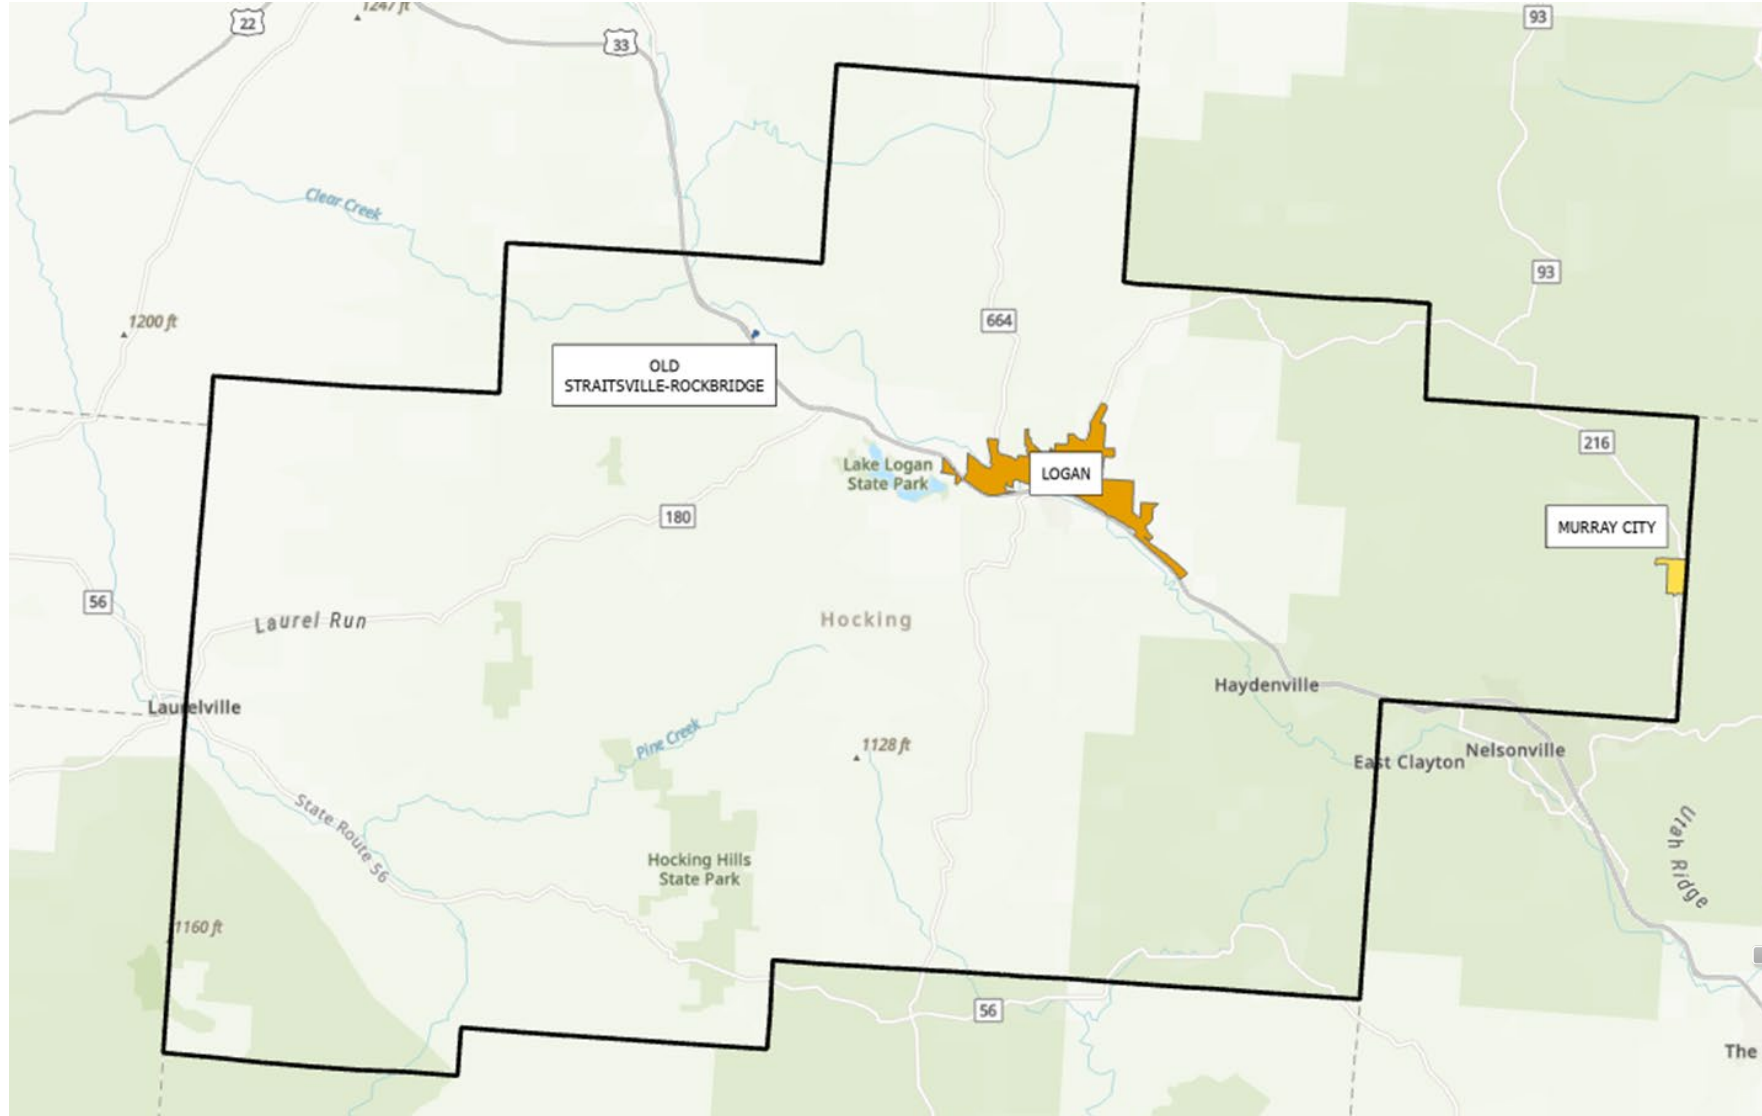 1247 ft
22
33
93
Clear Creek
93
1200 ft
664
OLD
STRAITSVILLE-ROCKBRIDGE
216
Lake Logan
State Park
LOGAN
180
MURRAY CITY
56
Laurel Run
Hocking
Haydenville
Laurelville
Pine Creek
1128 ft
East Clayton
Nelsonville
State Route 56
Utah Ridge
Hocking Hills
State Park
1160 ft
56
The